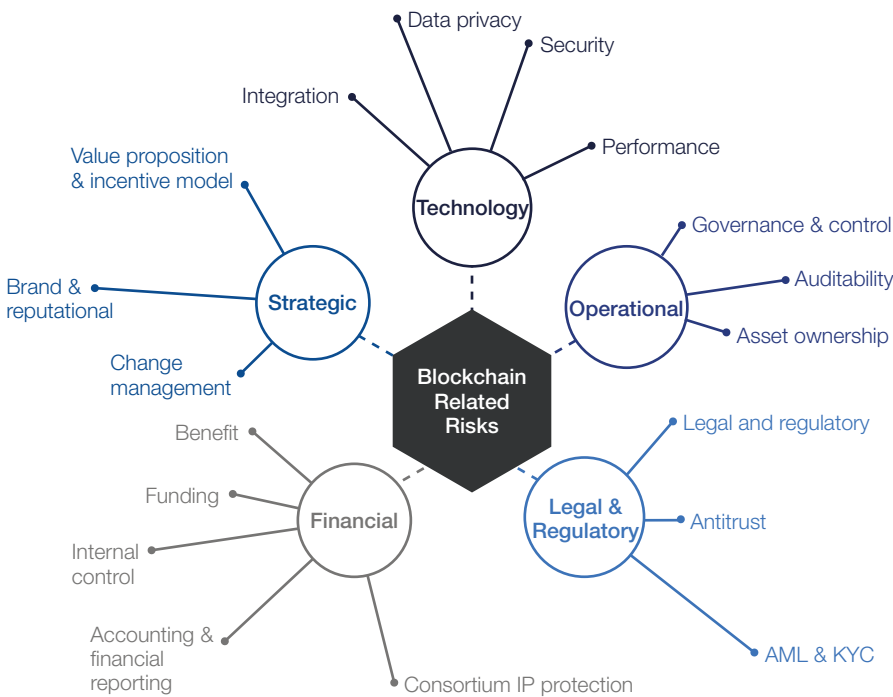 Data privacy
Security
Integration
Performance
Technology
Value proposition
& incentive model
Brand &
reputational
Change
management
Strategic
Governance & control
Auditability
Asset ownership
Operational
Blockchain
Related
Risks
Benefit
Funding
Internal
control
Accounting &
financial
reporting
Consortium IP protection
Financial
Legal and regulatory
Antitrust
AML & KYC
Legal &
Regulatory